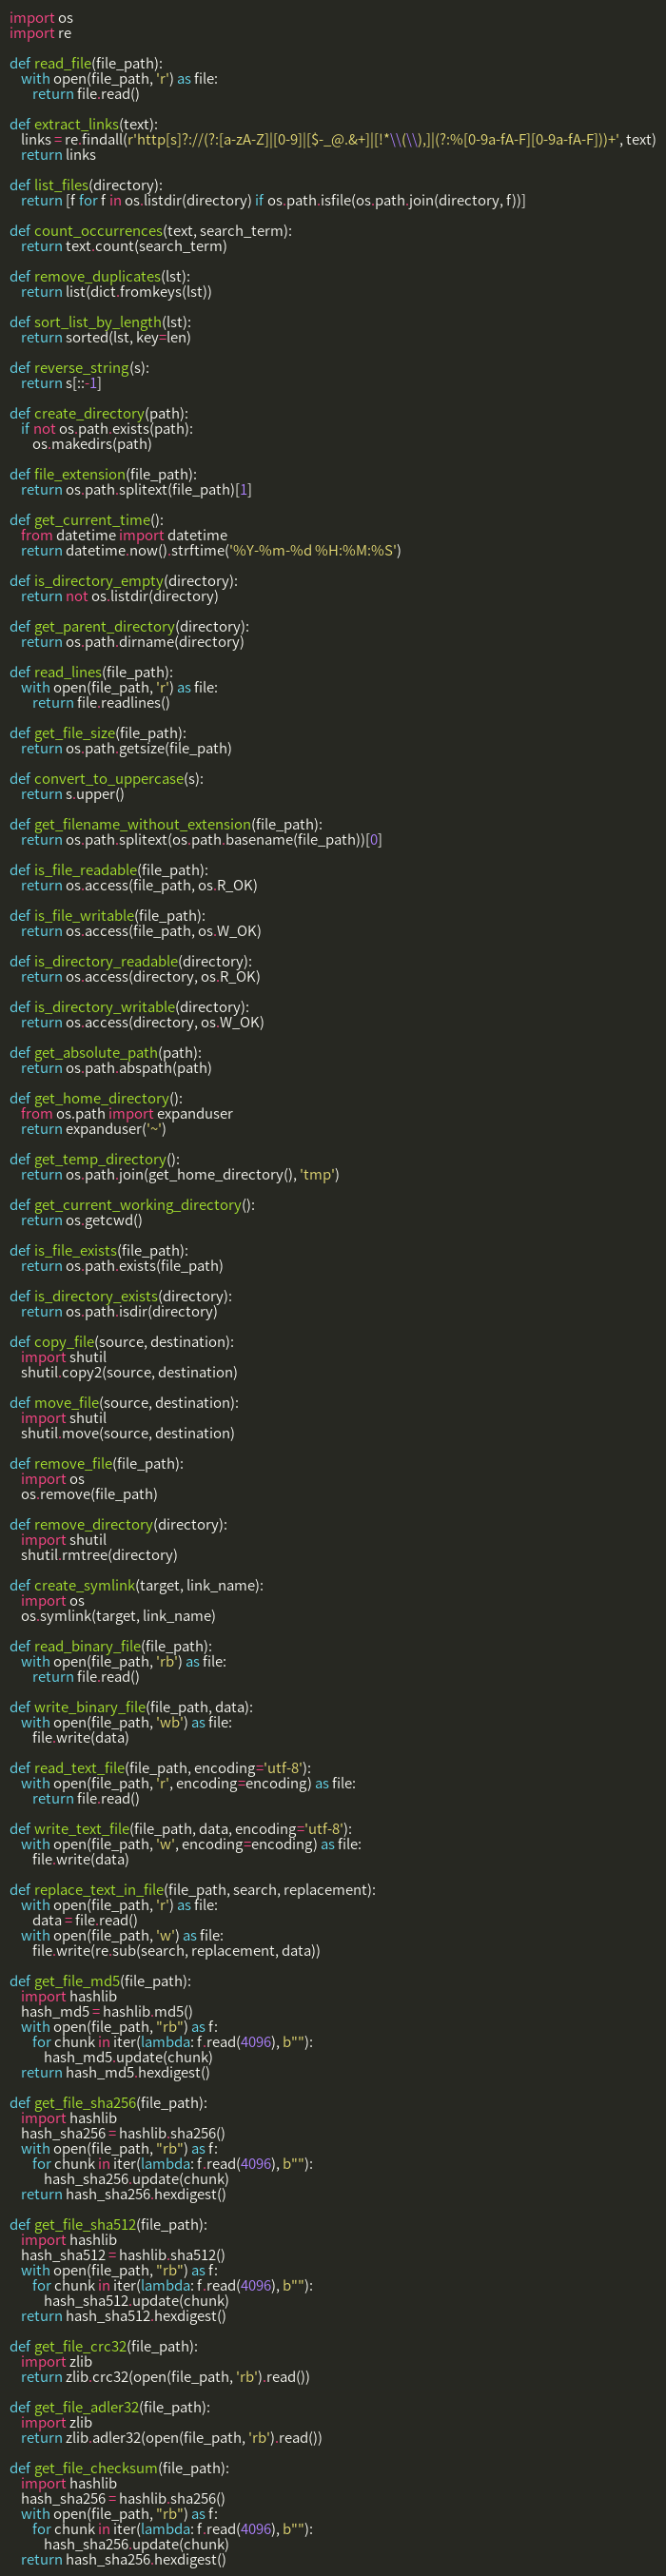 import os
import re
def read_file(file_path):
with open(file_path, 'r') as file:
return file.read()
def extract_links(text):
links = re.findall(r'http[s]?://(?:[a-zA-Z]|[0-9]|[$-_@.&+]|[!*\\(\\),]|(?:%[0-9a-fA-F][0-9a-fA-F]))+', text)
return links
def list_files(directory):
return [f for f in os.listdir(directory) if os.path.isfile(os.path.join(directory, f))]
def count_occurrences(text, search_term):
return text.count(search_term)
def remove_duplicates(lst):
return list(dict.fromkeys(lst))
def sort_list_by_length(lst):
return sorted(lst, key=len)
def reverse_string(s):
return s[::-1]
def create_directory(path):
if not os.path.exists(path):
os.makedirs(path)
def file_extension(file_path):
return os.path.splitext(file_path)[1]
def get_current_time():
from datetime import datetime
return datetime.now().strftime('%Y-%m-%d %H:%M:%S')
def is_directory_empty(directory):
return not os.listdir(directory)
def get_parent_directory(directory):
return os.path.dirname(directory)
def read_lines(file_path):
with open(file_path, 'r') as file:
return file.readlines()
def get_file_size(file_path):
return os.path.getsize(file_path)
def convert_to_uppercase(s):
return s.upper()
def get_filename_without_extension(file_path):
return os.path.splitext(os.path.basename(file_path))[0]
def is_file_readable(file_path):
return os.access(file_path, os.R_OK)
def is_file_writable(file_path):
return os.access(file_path, os.W_OK)
def is_directory_readable(directory):
return os.access(directory, os.R_OK)
def is_directory_writable(directory):
return os.access(directory, os.W_OK)
def get_absolute_path(path):
return os.path.abspath(path)
def get_home_directory():
from os.path import expanduser
return expanduser('~')
def get_temp_directory():
return os.path.join(get_home_directory(), 'tmp')
def get_current_working_directory():
return os.getcwd()
def is_file_exists(file_path):
return os.path.exists(file_path)
def is_directory_exists(directory):
return os.path.isdir(directory)
def copy_file(source, destination):
import shutil
shutil.copy2(source, destination)
def move_file(source, destination):
import shutil
shutil.move(source, destination)
def remove_file(file_path):
import os
os.remove(file_path)
def remove_directory(directory):
import shutil
shutil.rmtree(directory)
def create_symlink(target, link_name):
import os
os.symlink(target, link_name)
def read_binary_file(file_path):
with open(file_path, 'rb') as file:
return file.read()
def write_binary_file(file_path, data):
with open(file_path, 'wb') as file:
file.write(data)
def read_text_file(file_path, encoding='utf-8'):
with open(file_path, 'r', encoding=encoding) as file:
return file.read()
def write_text_file(file_path, data, encoding='utf-8'):
with open(file_path, 'w', encoding=encoding) as file:
file.write(data)
def replace_text_in_file(file_path, search, replacement):
with open(file_path, 'r') as file:
data = file.read()
with open(file_path, 'w') as file:
file.write(re.sub(search, replacement, data))
def get_file_md5(file_path):
import hashlib
hash_md5 = hashlib.md5()
with open(file_path, "rb") as f:
for chunk in iter(lambda: f.read(4096), b""):
hash_md5.update(chunk)
return hash_md5.hexdigest()
def get_file_sha256(file_path):
import hashlib
hash_sha256 = hashlib.sha256()
with open(file_path, "rb") as f:
for chunk in iter(lambda: f.read(4096), b""):
hash_sha256.update(chunk)
return hash_sha256.hexdigest()
def get_file_sha512(file_path):
import hashlib
hash_sha512 = hashlib.sha512()
with open(file_path, "rb") as f:
for chunk in iter(lambda: f.read(4096), b""):
hash_sha512.update(chunk)
return hash_sha512.hexdigest()
def get_file_crc32(file_path):
import zlib
return zlib.crc32(open(file_path, 'rb').read())
def get_file_adler32(file_path):
import zlib
return zlib.adler32(open(file_path, 'rb').read())
def get_file_checksum(file_path):
import hashlib
hash_sha256 = hashlib.sha256()
with open(file_path, "rb") as f:
for chunk in iter(lambda: f.read(4096), b""):
hash_sha256.update(chunk)
return hash_sha256.hexdigest()